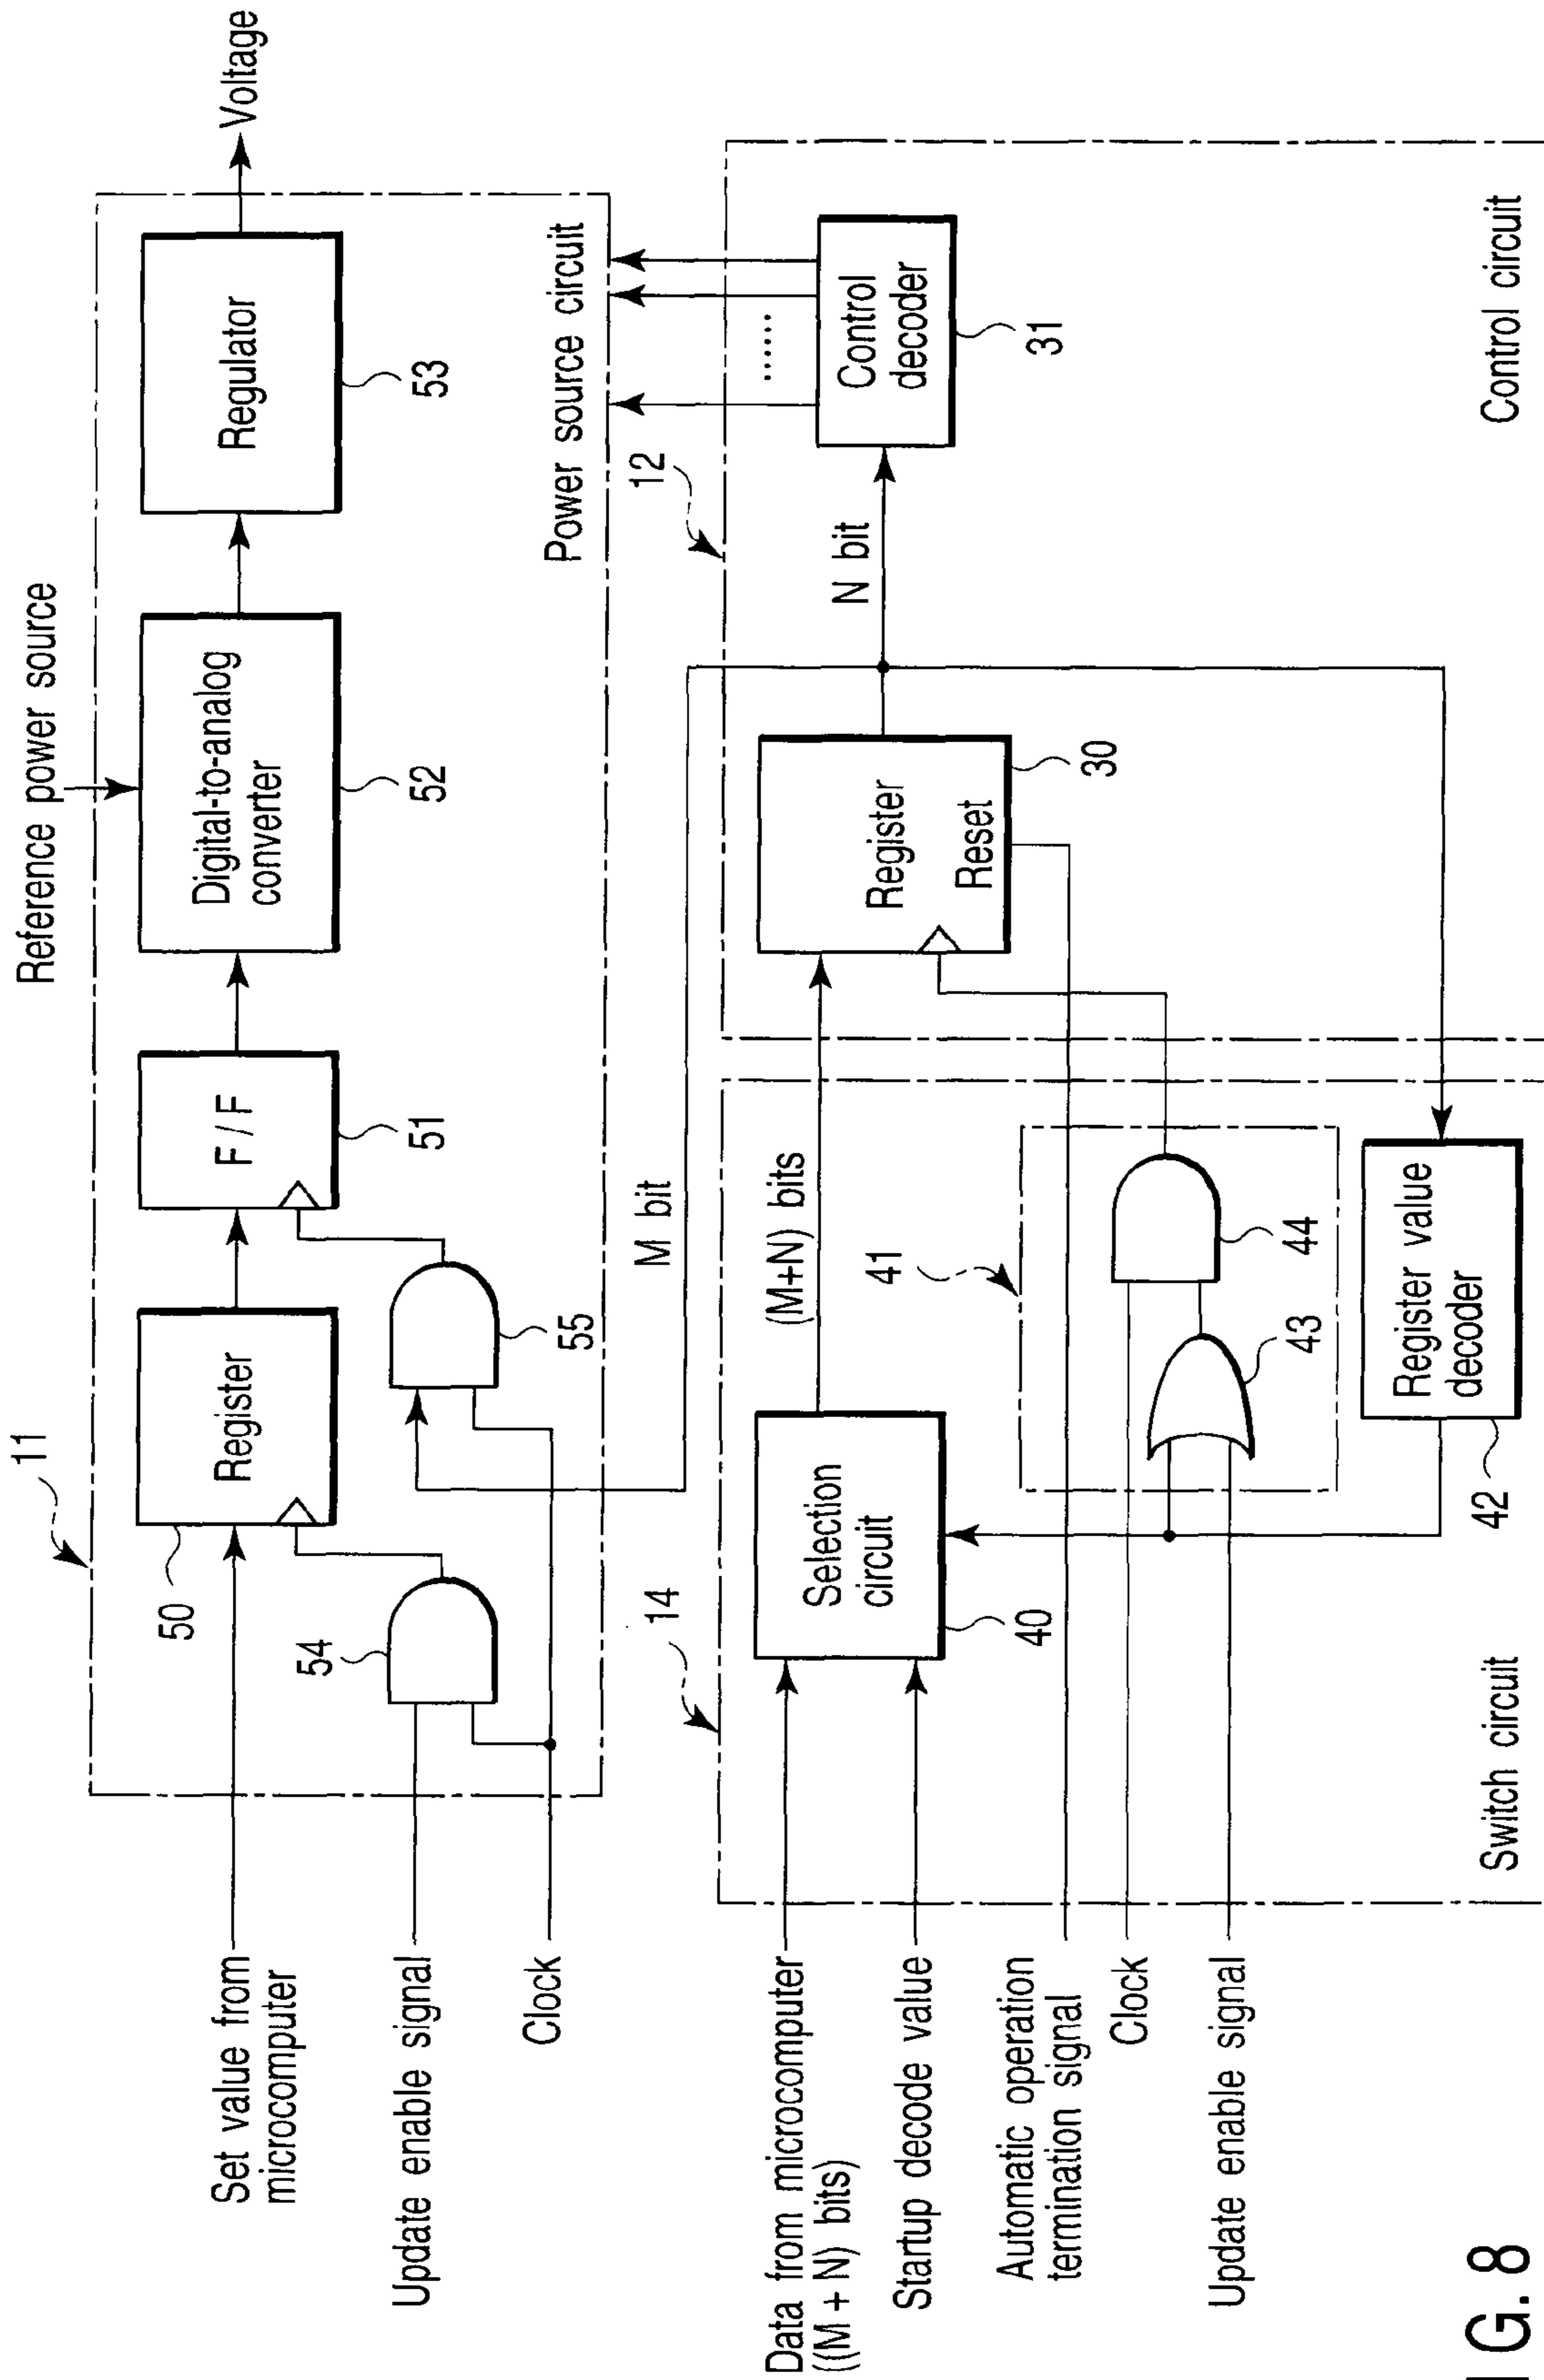 Reference power source
11
50
Register
F / F
Digital-to-analog
converter
Regulator
Voltage
51
52
53
54
55
Set value from
microcomputer
Update enable signal
Clock
Power source circuit
M bit
14
12
Data from microcomputer
((M + N) bits)
Startup decode value
Selection
circuit
40
(M+N) bits
Register
Reset
30
N bit
Control
decoder
31
......
Automatic operation
termination signal
Clock
Update enable signal
41
43
44
Register value
decoder
42
Switch circuit
Control circuit
G. 8